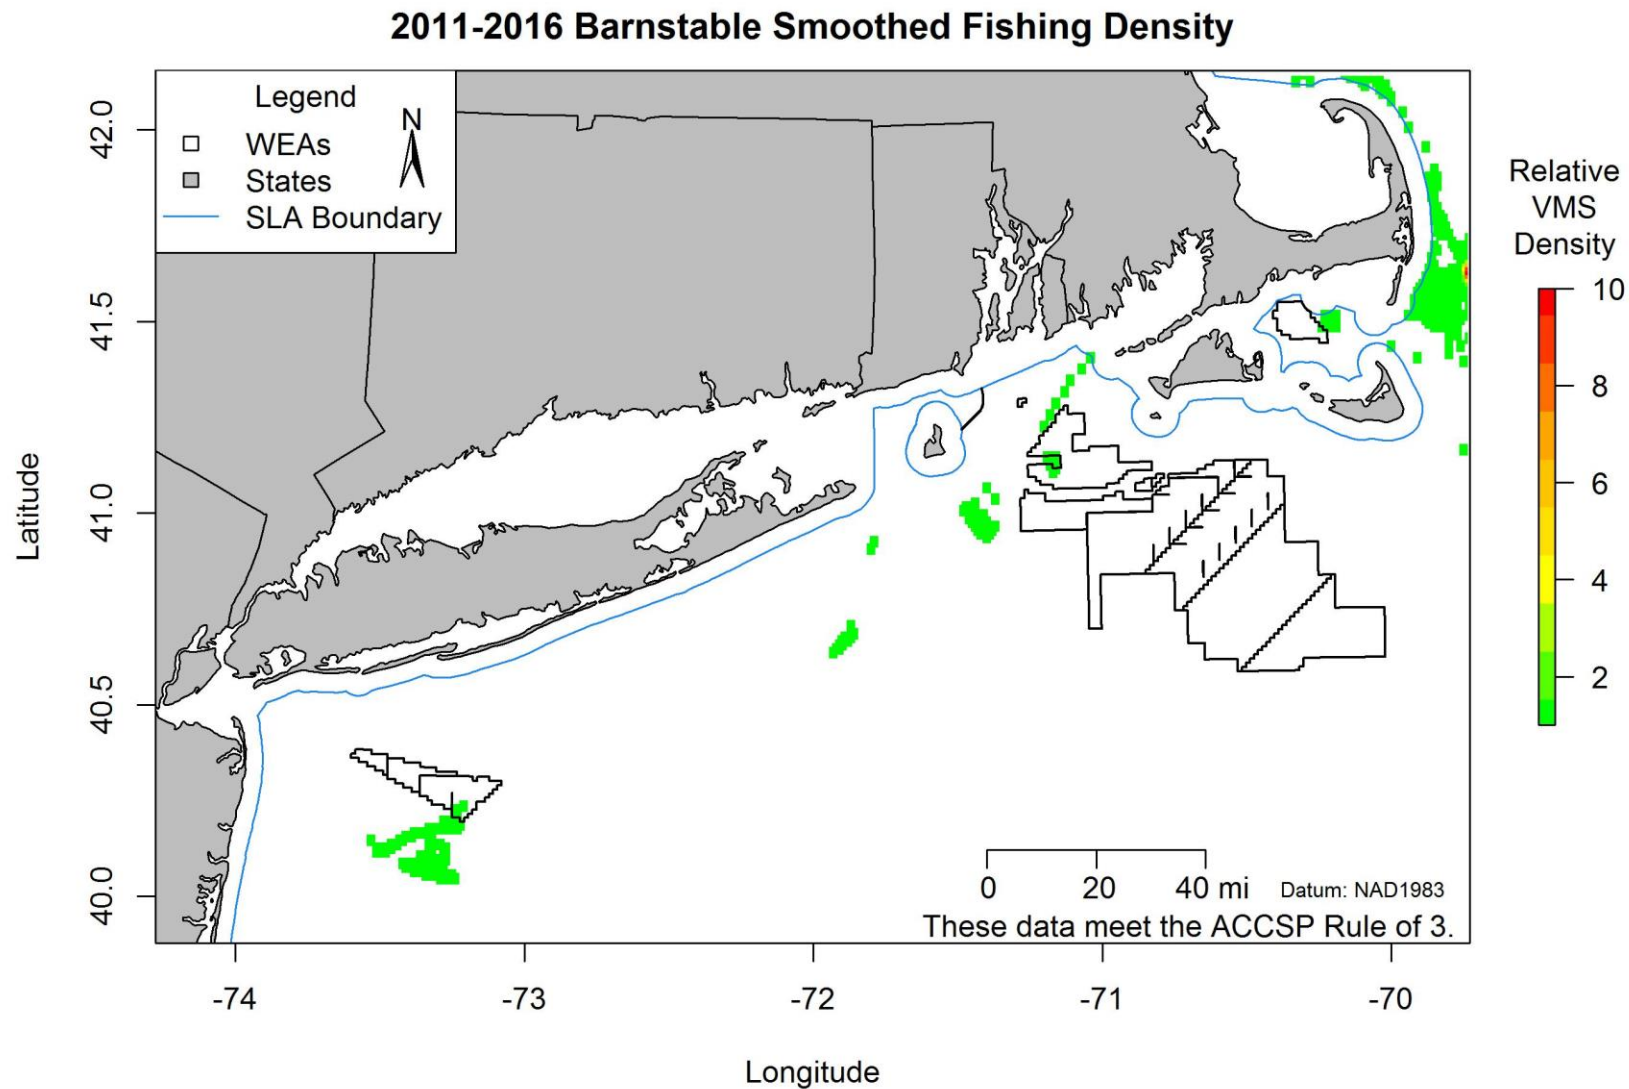 2011-2016 Barnstable Smoothed Fishing Density
Legend
N
WEAs
States
SLA Boundary
Relative
VMS
Density
10
8
6
4
2
42.0
41.5
41.0
40.5
40.0
Latitude
0 20 40 mi
Datum: NAD1983
These data meet the ACCSP Rule of 3.
-74 -73 -72 -71 -70
Longitude